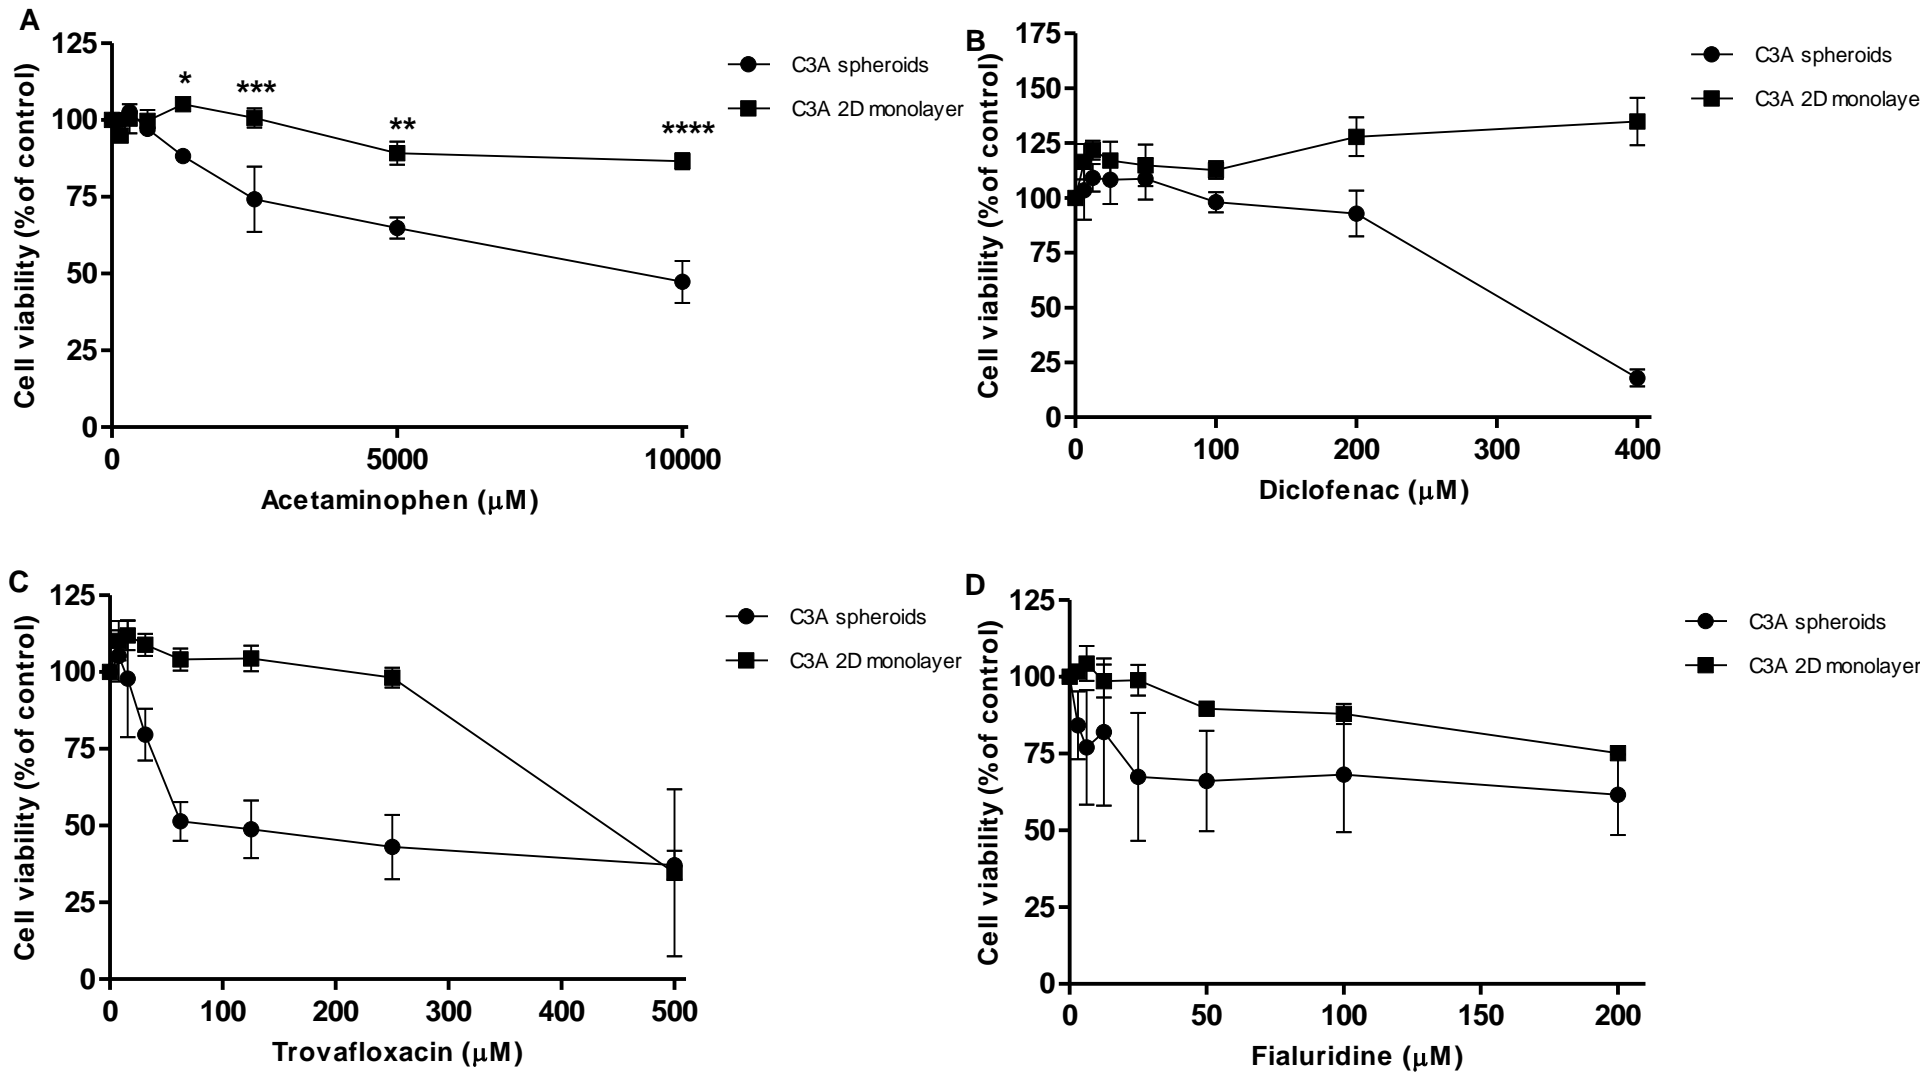 A
125
100
75
50
25
0
Cell viability (% of control)
*
***
**
****
0 5000 10000
Acetaminophen (μM)
C3A spheroids
C3A 2D monolayer
B
175
150
125
100
75
50
25
0
Cell viability (% of control)
0 100 200 300 400
Diclofenac (μM)
C3A spheroids
C3A 2D monolaye
C
125
100
75
50
25
0
Cell viability (% of control)
0 100 200 300 400 500
Trovafloxacin (μM)
C3A spheroids
C3A 2D monolayer
D
125
100
75
50
25
0
Cell viability (% of control)
0 50 100 150 200
Fialuridine (μM)
C3A spheroids
C3A 2D monolayer